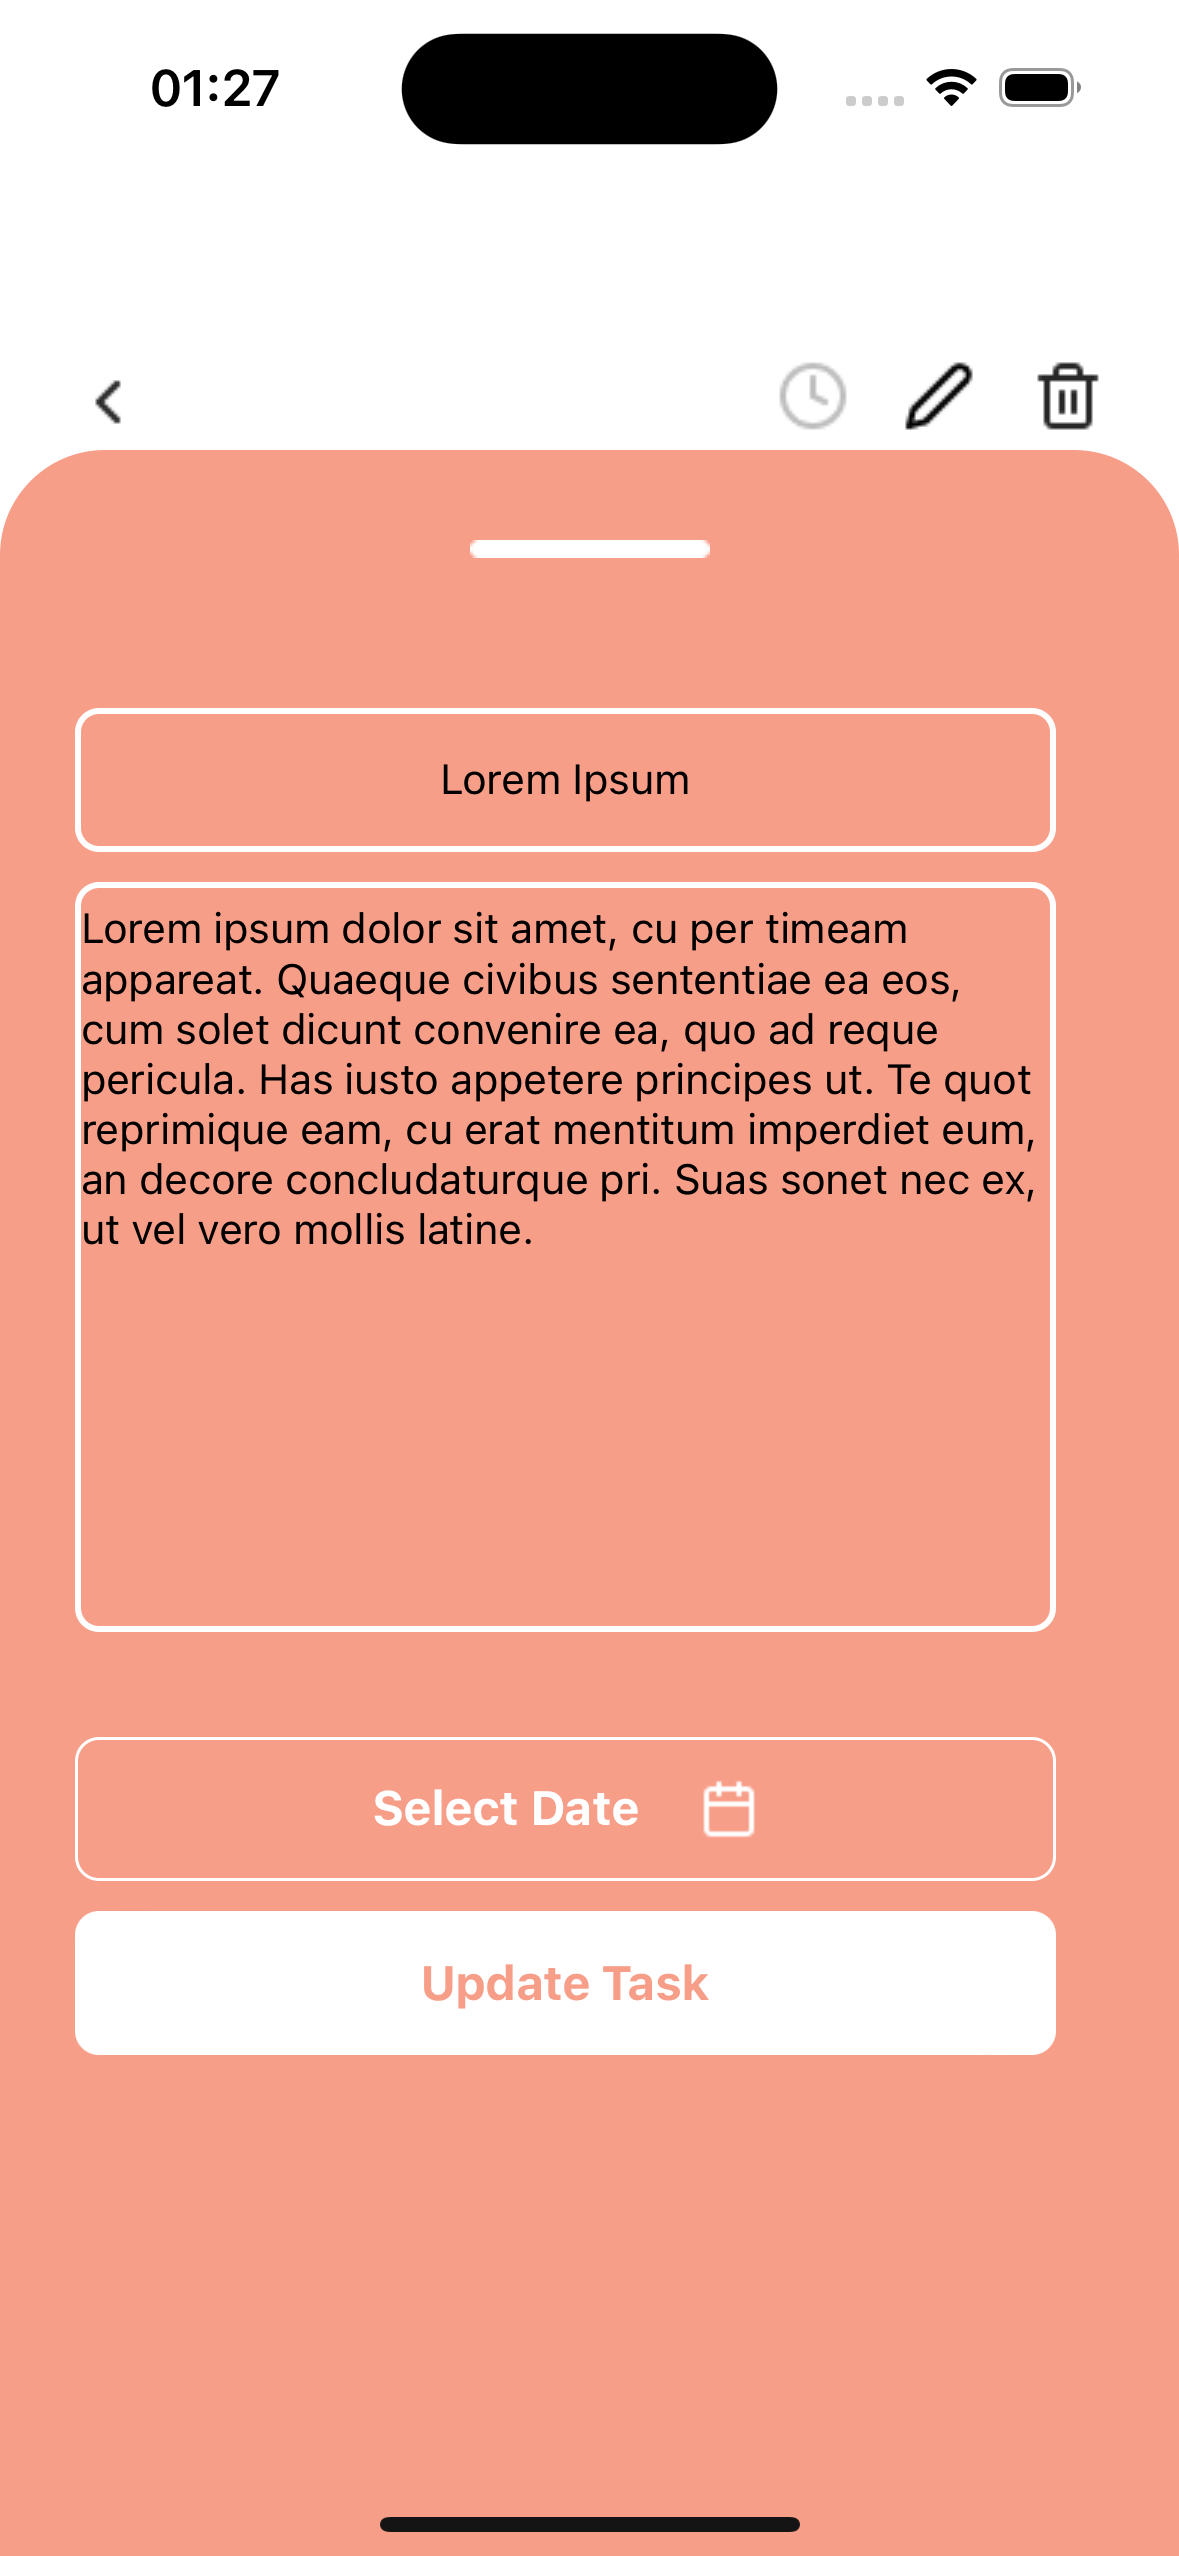 01:27
Lorem Ipsum
Lorem ipsum dolor sit amet, cu per timeam
appareat. Quaeque civibus sententiae ea eos,
cum solet dicunt convenire ea, quo ad reque
pericula. Has iusto appetere principes ut. Te quot
reprimique eam, cu erat mentitum imperdiet eum,
an decore concludaturque pri. Suas sonet nec ex,
ut vel vero mollis latine.
Select Date
Update Task